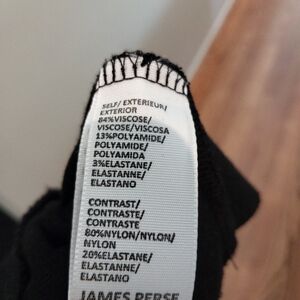 SELF/ EXTERIEUR/
EXTERIOR
84%VISCOSE/
VISCOSE/VISCOSA
13%POLYAMIDE/
POLYAMIDE/
POLYAMIDA
3%ELASTANE/
ELASTANNE/
ELASTANO
CONTRAST/
CONTRASTE/
CONTRASTE
80%NYLON/NYLON/
NYLON
20%ELASTANE/
ELASTANNE/
ELASTANO
JAMES PERSE